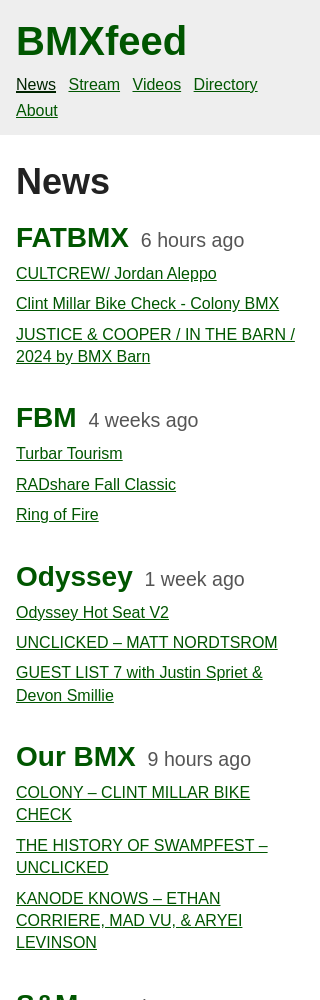 BMXfeed
News Stream Videos Directory
About
News
FATBMX 6 hours ago
CULTCREW/ Jordan Aleppo
Clint Millar Bike Check - Colony BMX
JUSTICE & COOPER / IN THE BARN /
2024 by BMX Barn
FBM 4 weeks ago
Turbar Tourism
RADshare Fall Classic
Ring of Fire
Odyssey 1 week ago
Odyssey Hot Seat V2
UNCLICKED – MATT NORDTSROM
GUEST LIST 7 with Justin Spriet &
Devon Smillie
Our BMX 9 hours ago
COLONY – CLINT MILLAR BIKE
CHECK
THE HISTORY OF SWAMPFEST –
UNCLICKED
KANODE KNOWS – ETHAN
CORRIERE, MAD VU, & ARYEI
LEVINSON